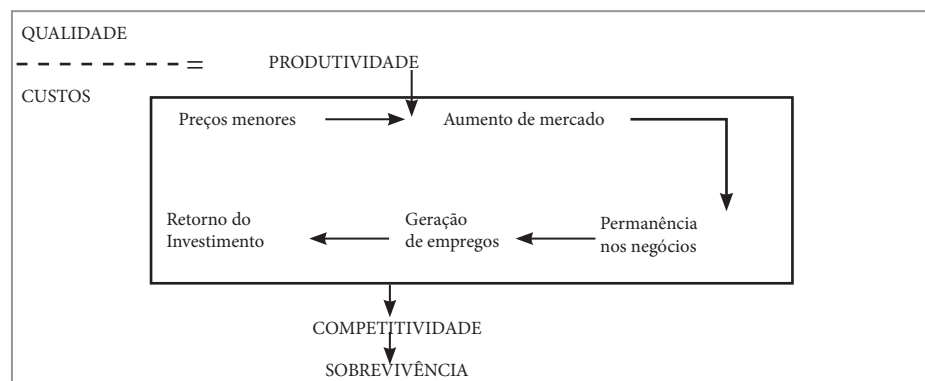 QUALIDADE
= PRODUTIVIDADE
CUSTOS
Preços menores Aumento de mercado
Retorno do Geração Permanência
Investimento de empregos nos negócios
COMPETITIVIDADE
SOBREVIVÊNCIA